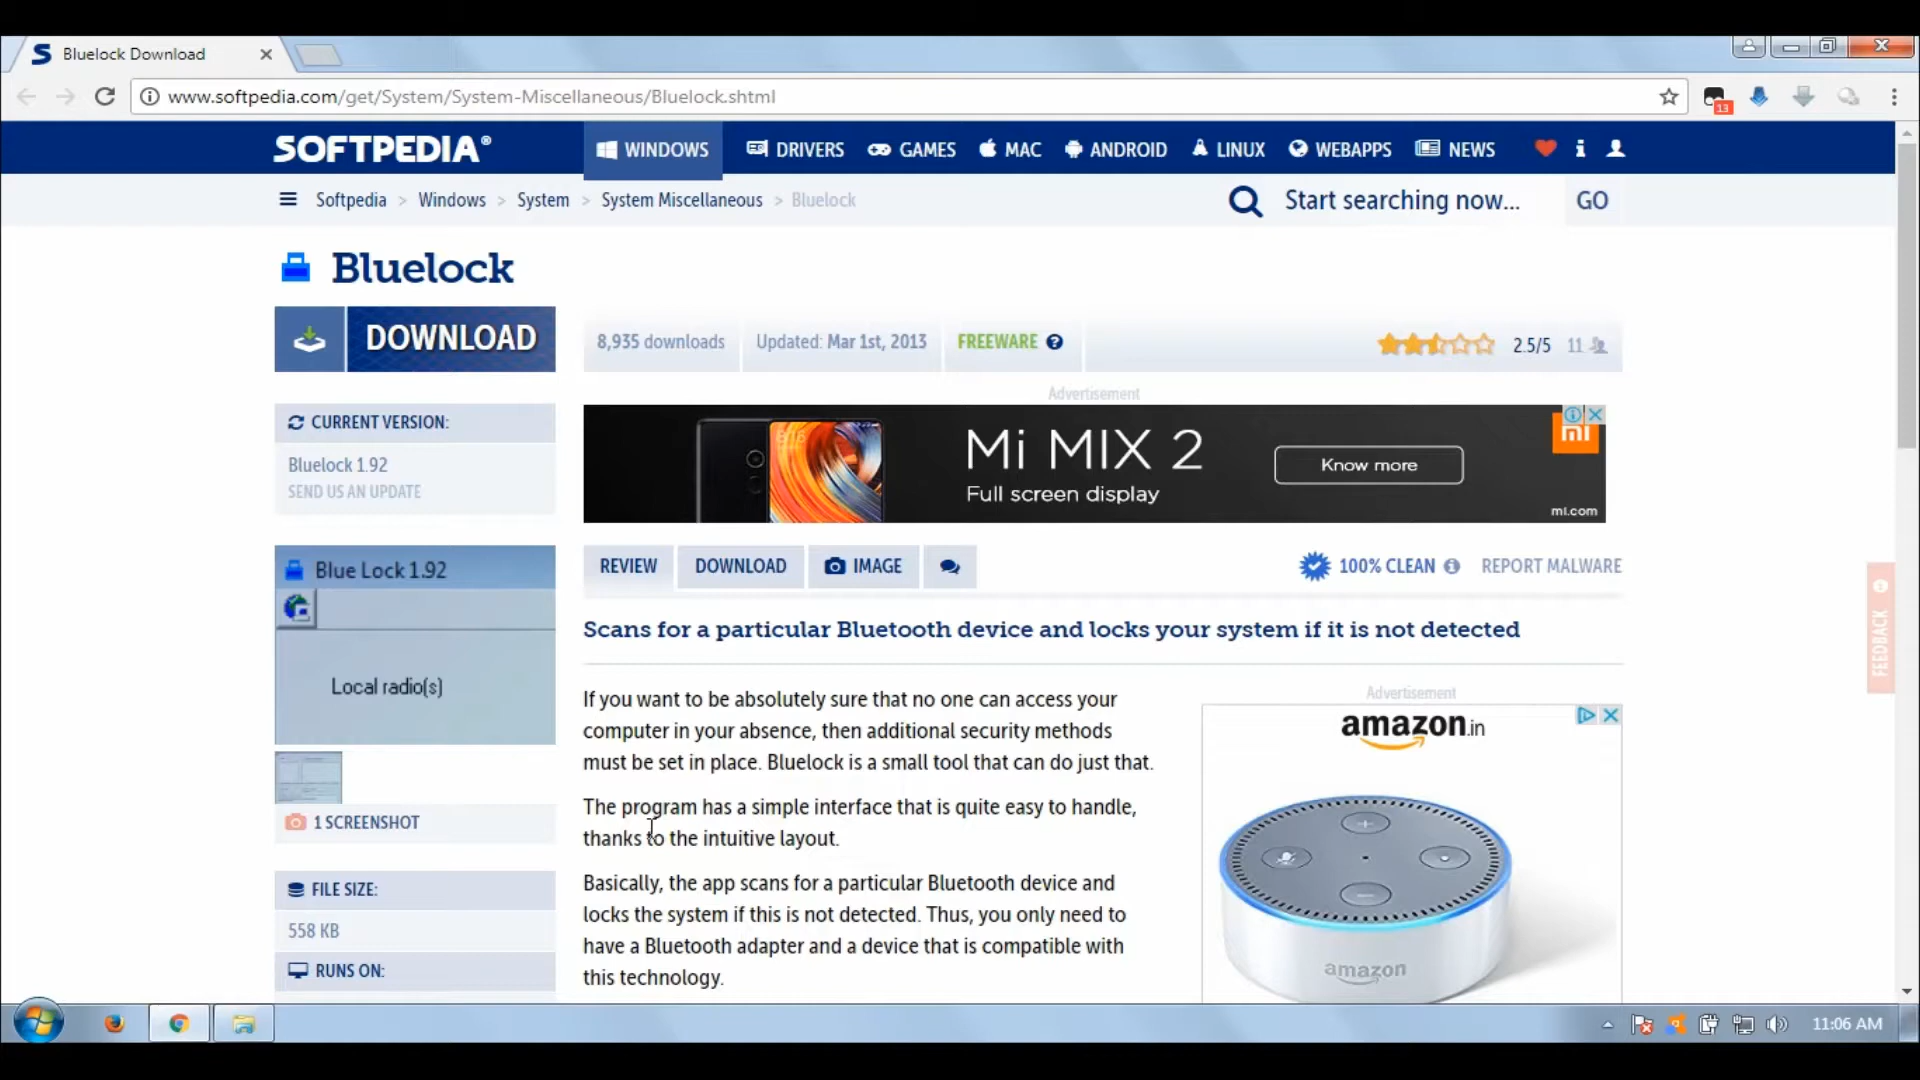 Bluelock Download
www.softpedia.com/get/System/System-Miscellaneous/Bluelock.shtml
13
SOFTPEDIA®
WINDOWS DRIVERS GAMES MAC ANDROID LINUX WEBAPPS NEWS
Softpedia > Windows > System > System Miscellaneous > Bluelock
Start searching now... GO
Bluelock
DOWNLOAD
8,935 downloads Updated: Mar 1st, 2013 FREEWARE
2.5/5 11
Advertisement
CURRENT VERSION:
Bluelock 1.92
SEND US AN UPDATE
Mi MIX 2
Full screen display
Know more
mi
mi.com
Blue Lock 1.92
Local radio(s)
1 SCREENSHOT
FILE SIZE:
558 KB
RUNS ON:
REVIEW DOWNLOAD IMAGE
100% CLEAN REPORT MALWARE
Scans for a particular Bluetooth device and locks your system if it is not detected
If you want to be absolutely sure that no one can access your
computer in your absence, then additional security methods
must be set in place. Bluelock is a small tool that can do just that.
The program has a simple interface that is quite easy to handle,
thanks to the intuitive layout.
Basically, the app scans for a particular Bluetooth device and
locks the system if this is not detected. Thus, you only need to
have a Bluetooth adapter and a device that is compatible with
this technology.
Advertisement
amazon.in
amazon
FEEDBACK
11:06 AM